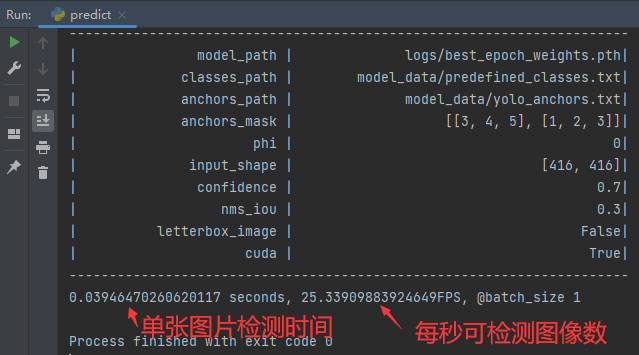 Run: predict
model_path | logs/best_epoch_weights.pth|
| classes_path | model_data/predefined_classes.txt|
| anchors_path | model_data/yolo_anchors.txt|
| anchors_mask | [[3, 4, 5], [1, 2, 3]]|
| phi | 0|
| input_shape | [416, 416]|
| confidence | 0.7|
| nms_iou | 0.3|
| letterbox_image | False|
| cuda | True|
0.03946470260620117 seconds, 25.33909883924649FPS, @batch_size 1
单张图片检测时间
每秒可检测图像数
Process finished with exit code 0